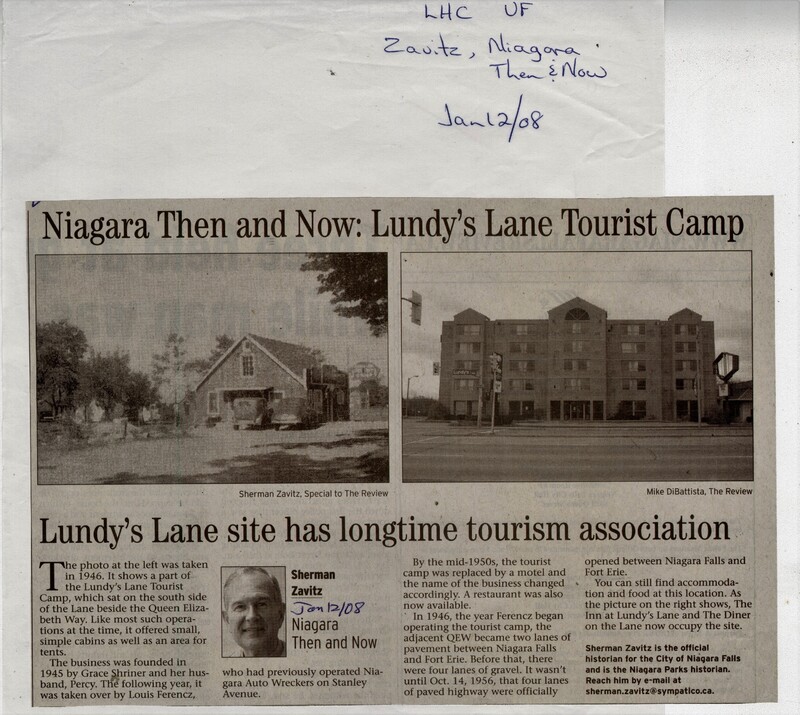 LHC UF
Zavitz, Niagara
Then & Now
Jan 12/08
Niagara Then and Now: Lundy's Lane Tourist Camp
Sherman Zavitz, Special to The Review
Mike DiBattista, The Review
Lundy's Lane site has longtime tourism association
The photo at the left was taken
in 1946. It shows a part of
the Lundy's Lane Tourist
Camp, which sat on the south side
of the Lane beside the Queen Eliza-
beth Way. Like most such opera-
tions at the time, it offered small,
simple cabins as well as an area for
tents.
The business was founded in
1945 by Grace Shriner and her hus-
band, Percy. The following year, it
was taken over by Louis Ferencz,
Sherman
Zavitz
Jan 12/08
Niagara
Then and Now
who had previously operated Nia-
gara Auto Wreckers on Stanley
Avenue.
By the mid-1950s, the tourist
camp was replaced by a motel and
the name of the business changed
accordingly. A restaurant was also
now available.
In 1946, the year Ferencz began
operating the tourist camp, the
adjacent QEW became two lanes of
pavement between Niagara Falls
and Fort Erie. Before that, there
were four lanes of gravel. It wasn't
until Oct. 14, 1956, that four lanes
of paved highway were officially
opened between Niagara Falls and
Fort Erie.
You can still find accommoda-
tion and food at this location. As
the picture on the right shows, The
Inn at Lundy's Lane and The Diner
on the Lane now occupy the site.
Sherman Zavitz is the official
historian for the City of Niagara Falls
and is the Niagara Parks historian.
Reach him by e-mail at
sherman.zavitz@sympatico.ca.